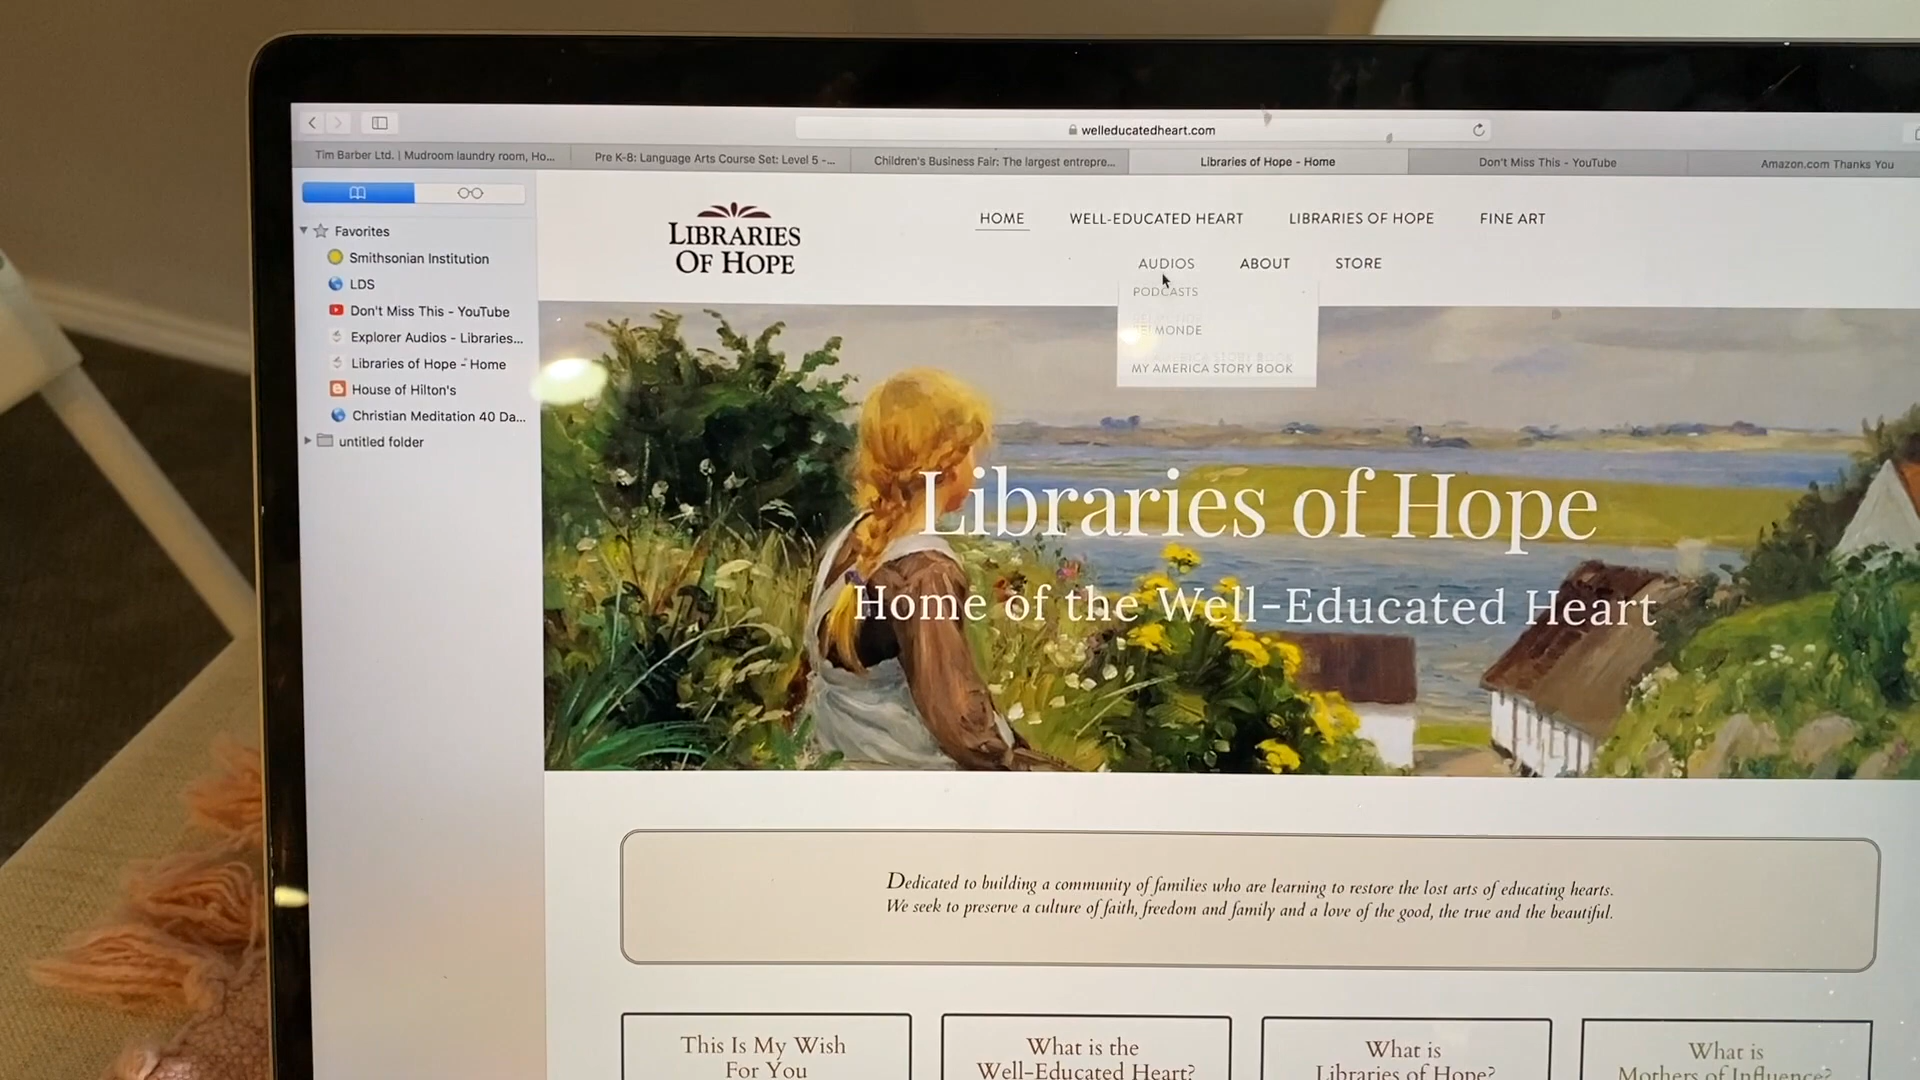 welleducatedheart.com
Tim Barber Ltd. | Mudroom laundry room, Ho...
Pre K-8: Language Arts Course Set: Level 5 -...
Children's Business Fair: The largest entrepre...
Libraries of Hope - Home
Don't Miss This - YouTube
Amazon.com Thanks You
Favorites
Smithsonian Institution
LDS
Don't Miss This - YouTube
Explorer Audios - Libraries...
Libraries of Hope - Home
House of Hilton's
Christian Meditation 40 Da...
untitled folder
LIBRARIES
OF HOPE
HOME WELL-EDUCATED HEART LIBRARIES OF HOPE FINE ART
AUDIOS ABOUT STORE
PODCASTS
MY AMERICA STORY BOOK
Libraries of Hope
Home of the Well-Educated Heart
Dedicated to building a community of families who are learning to restore the lost arts of educating hearts.
We seek to preserve a culture of faith, freedom and family and a love of the good, the true and the beautiful.
This Is My Wish
For You
What is the
Well-Educated Heart?
What is
Libraries of Hope?
What is
Mothers of Influence?